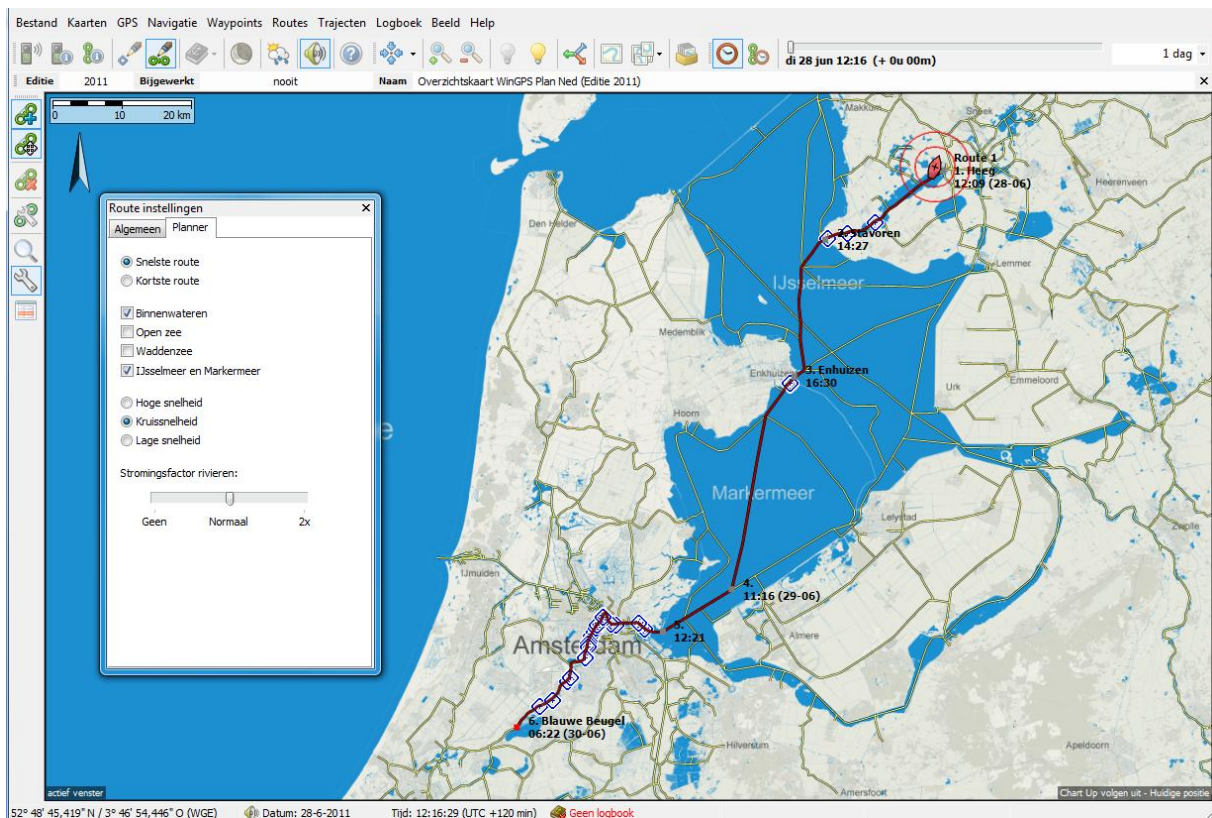 Bestand Kaarten GPS Navigatie Waypoints Routes Trajecten Logboek Beeld Help
di 28 jun 12:16 (+ 0u 00m)
1 dag
Editie 2011 Bijgewerkt nooit Naam Overzichtskaart WinGPS Plan Ned (Editie 2011)
0 10 20 km
Makkum
Sneek
Route 1
1. Heeg
12:09 (28-06)
Heerenveen
Route instellingen
Algemeen Planner
Den Helder
2. Stavoren
14:27
Lemmer
Snelste route
Kortste route
IJsselmeer
Binnenwateren
Open zee
Waddenzee
IJsselmeer en Markermeer
Medemblik
Enkhuizen
3. Enhuizen
16:30
Urk
Emmeloord
Hoge snelheid
Kruissnelheid
Lage snelheid
Hoorn
e
Stromingsfactor rivieren:
Geen Normaal 2x
Markermeer
Lelystad
Zwolle
IJmuiden
4.
11:16 (29-06)
5.
12:21
Almere
Amsterdam
6. Blauwe Beugel
06:22 (30-06)
Hilversum
Apeldoorn
Amersfoort
actief venster
Chart Up volgen uit - Huidige positie
52° 48' 45,419" N / 3° 46' 54,446" O (WGE) Datum: 28-6-2011 Tijd: 12:16:29 (UTC +120 min) Geen logboek